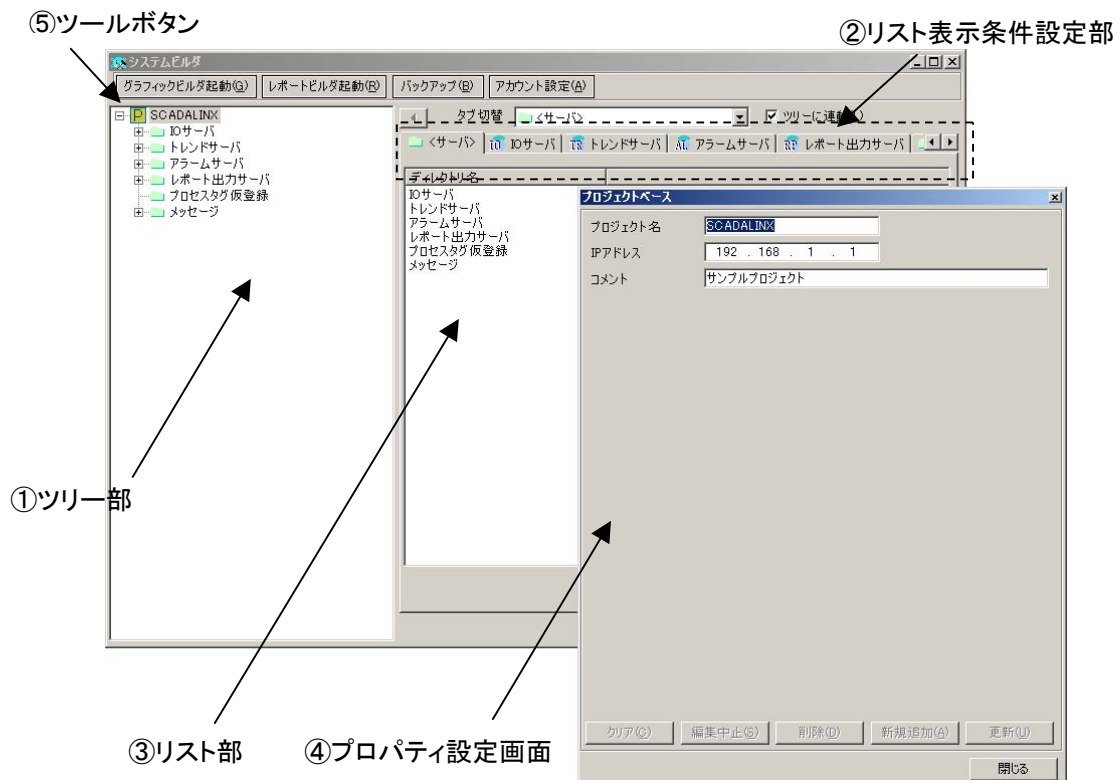 ⑤ツールボタン
②リスト表示条件設定部
システムビルダ
グラフィックビルダ起動(G) レポートビルダ起動(R) バックアップ(B) アカウント設定(A)
SCADALINX
IOサーバ
トレンドサーバ
アラームサーバ
レポート出力サーバ
プロセスタグ仮登録
メッセージ
タブ切替 <サーバ> ツリーに連動
<サーバ> IOサーバ トレンドサーバ アラームサーバ レポート出力サーバ
ディレクトリ名
IOサーバ
トレンドサーバ
アラームサーバ
レポート出力サーバ
プロセスタグ仮登録
メッセージ
プロジェクトベース
プロジェクト名 SCADALINX
IPアドレス 192 . 168 . 1 . 1
コメント サンプルプロジェクト
クリア(C) 編集中止(S) 削除(D) 新規追加(A) 更新(U)
閉じる
①ツリー部
③リスト部 ④プロパティ設定画面